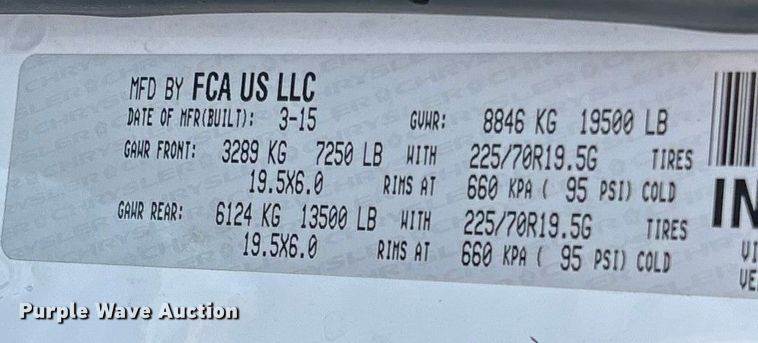 MFD BY FCA US LLC
DATE OF MFR(BUILT): 3-15 GVWR: 8846 KG 19500 LB
GAWR FRONT: 3289 KG 7250 LB WITH 225/70R19.5G TIRES
19.5X6.0 RIMS AT 660 KPA ( 95 PSI) COLD
GAWR REAR: 6124 KG 13500 LB WITH 225/70R19.5G TIRES
19.5X6.0 RIMS AT 660 KPA ( 95 PSI) COLD
Purple Wave Auction